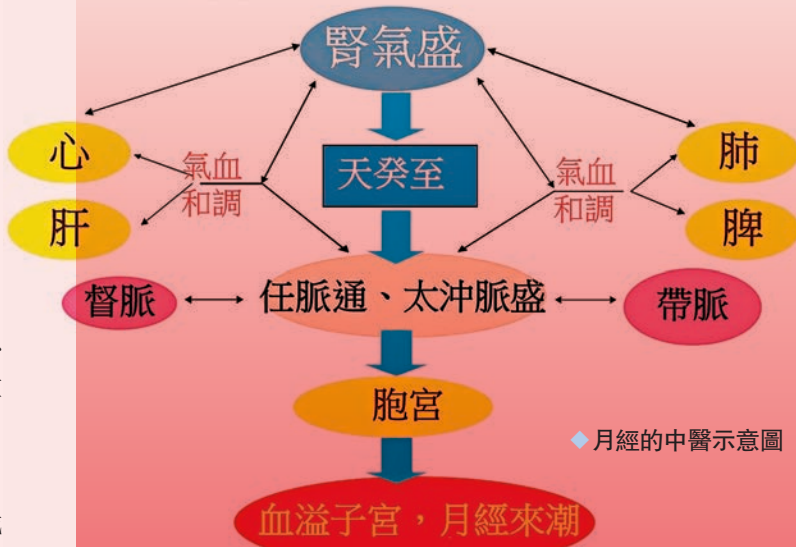 腎氣盛
心
氣血
和調
天癸至
氣血
和調
肺
肝
脾
督脈
任脈通、太沖脈盛
帶脈
胞宮
◆月經的中醫示意圖
血溢子宮，月經來潮